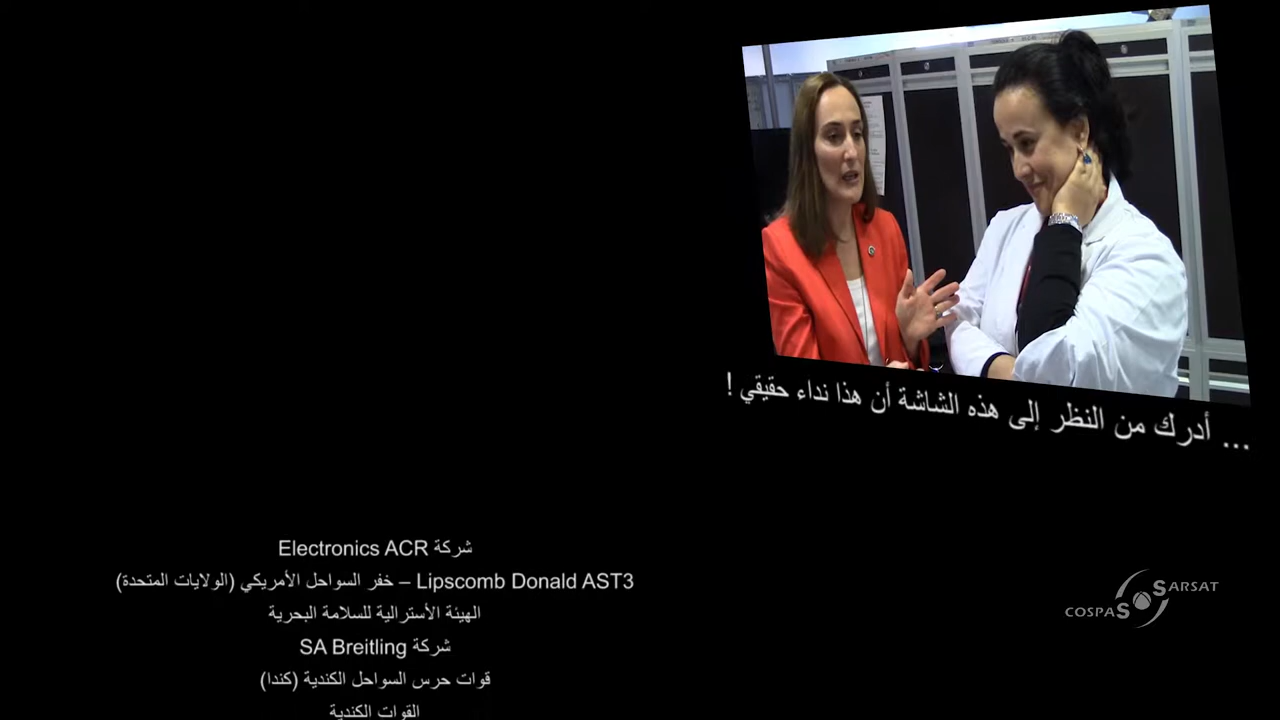 ... أدرك من النظر إلى هذه الشاشة أن هذا نداء حقيقي !
شركة Electronics ACR
Lipscomb Donald AST3 – خفر السواحل الأمريكي (الولايات المتحدة)
الهيئة الأسترالية للسلامة البحرية
شركة SA Breitling
قوات حرس السواحل الكندية (كندا)
القوات الكندية
COSPAS SARSAT